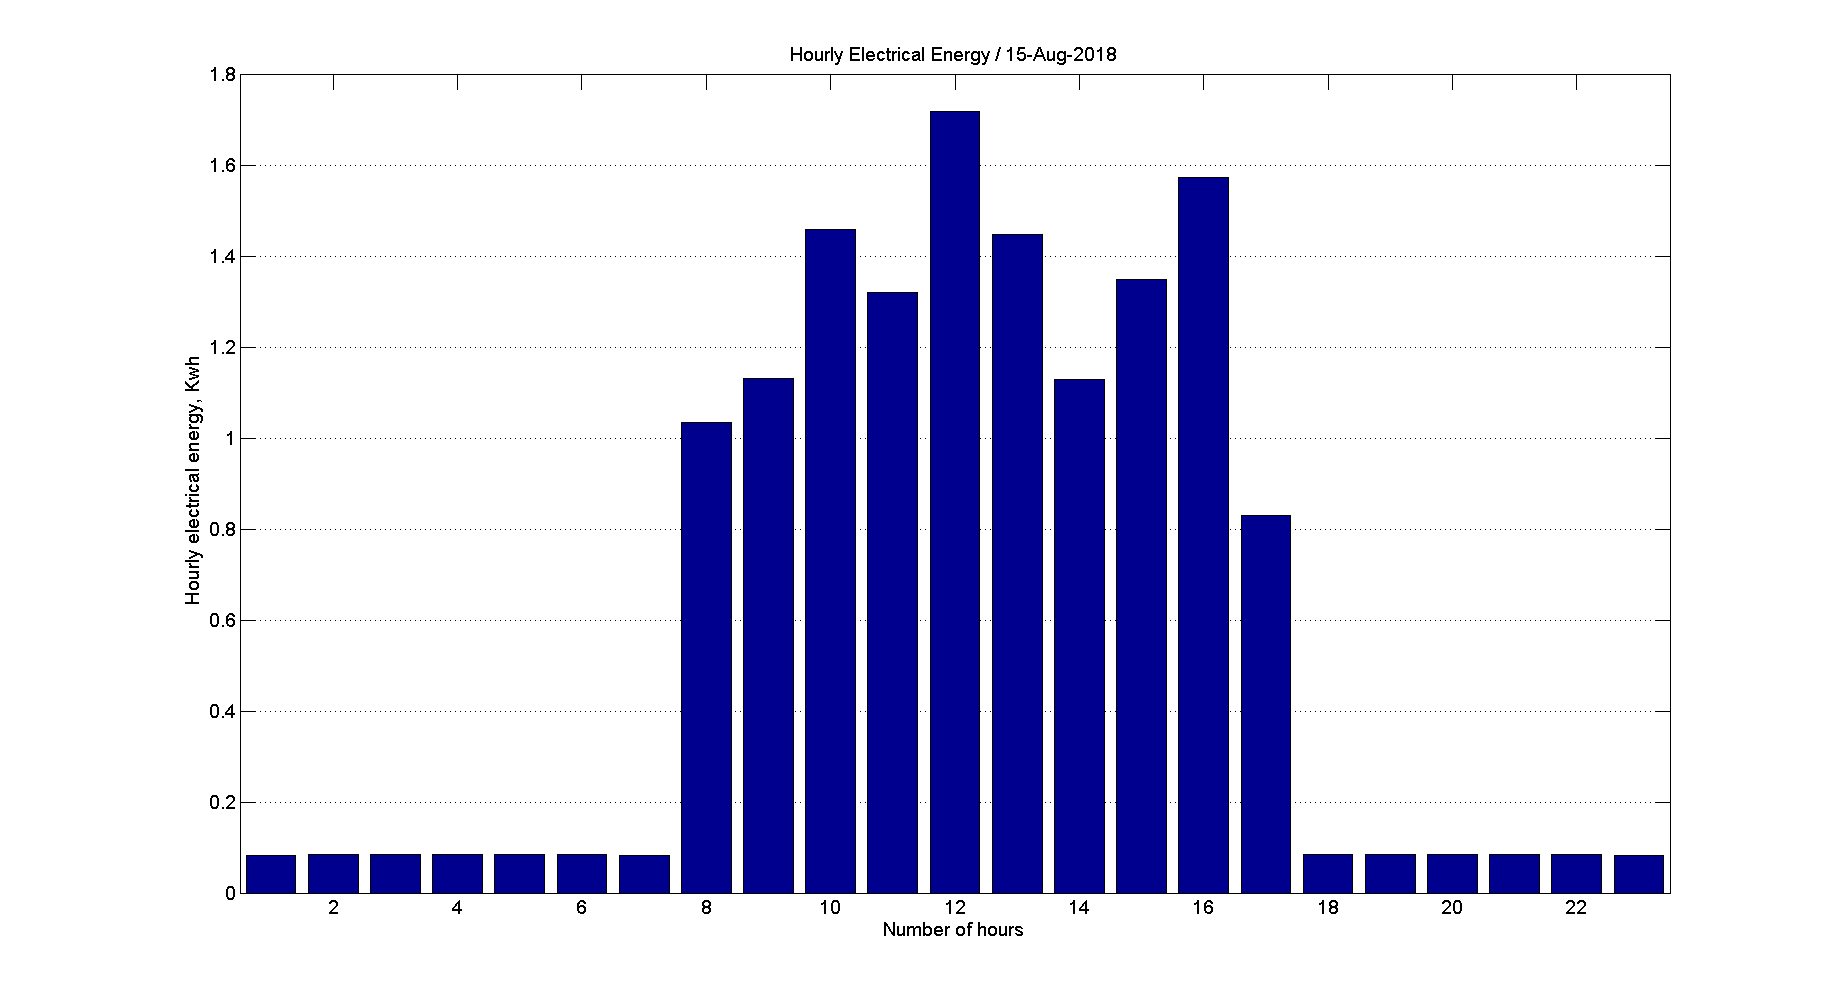 Hourly Electrical Energy / 15-Aug-2018
1.8
1.6
1.4
1.2
1
0.8
0.6
0.4
0.2
0
Hourly electrical energy, Kwh
2 4 6 8 10 12 14 16 18 20 22
Number of hours